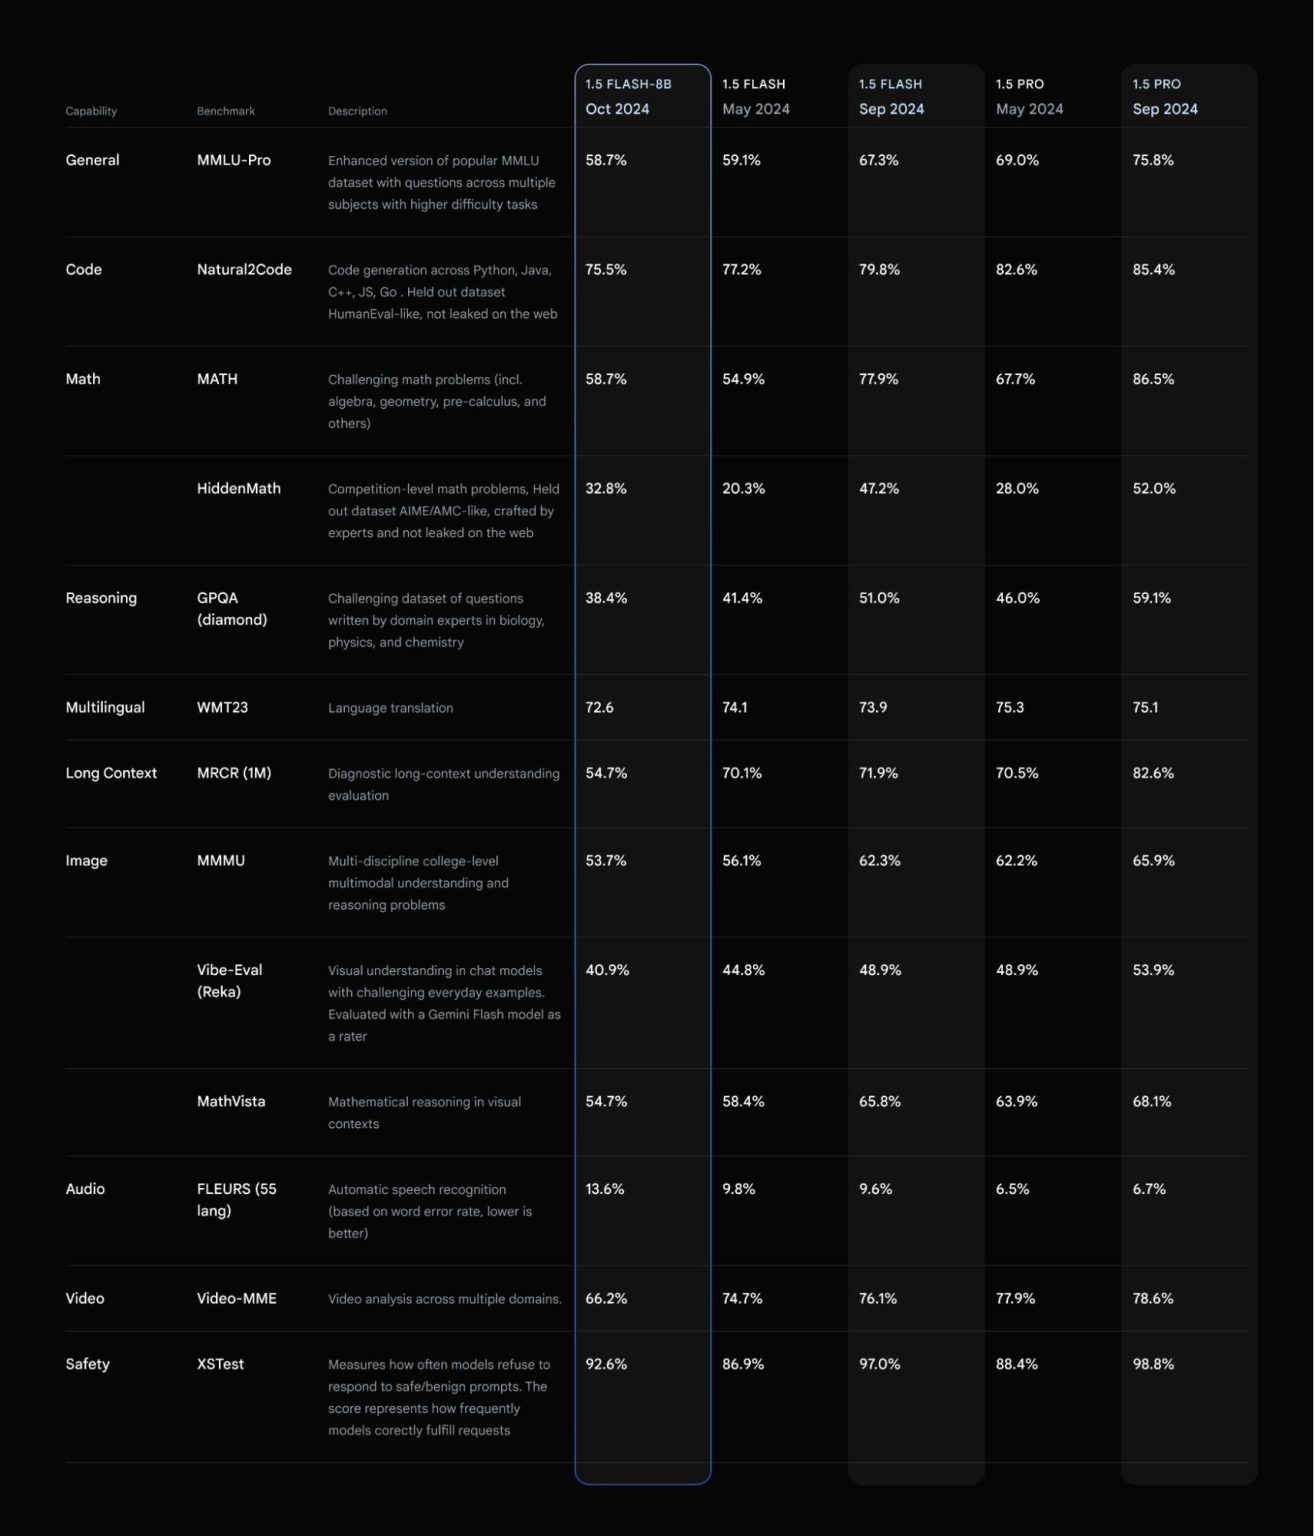 1.5 FLASH-8B 1.5 FLASH 1.5 FLASH 1.5 PRO 1.5 PRO
Capability Benchmark Description Oct 2024 May 2024 Sep 2024 May 2024 Sep 2024
General MMLU-Pro Enhanced version of popular MMLU 58.7% 59.1% 67.3% 69.0% 75.8%
dataset with questions across multiple
subjects with higher difficulty tasks
Code Natural2Code Code generation across Python, Java, 75.5% 77.2% 79.8% 82.6% 85.4%
C++, JS, Go . Held out dataset
HumanEval-like, not leaked on the web
Math MATH Challenging math problems (incl. 58.7% 54.9% 77.9% 67.7% 86.5%
algebra, geometry, pre-calculus, and
others)
HiddenMath Competition-level math problems, Held 32.8% 20.3% 47.2% 28.0% 52.0%
out dataset AIME/AMC-like, crafted by
experts and not leaked on the web
Reasoning GPQA Challenging dataset of questions 38.4% 41.4% 51.0% 46.0% 59.1%
(diamond) written by domain experts in biology,
physics, and chemistry
Multilingual WMT23 Language translation 72.6 74.1 73.9 75.3 75.1
Long Context MRCR (1M) Diagnostic long-context understanding 54.7% 70.1% 71.9% 70.5% 82.6%
evaluation
Image MMMU Multi-discipline college-level 53.7% 56.1% 62.3% 62.2% 65.9%
multimodal understanding and
reasoning problems
Vibe-Eval Visual understanding in chat models 40.9% 44.8% 48.9% 48.9% 53.9%
(Reka) with challenging everyday examples.
Evaluated with a Gemini Flash model as
a rater
MathVista Mathematical reasoning in visual 54.7% 58.4% 65.8% 63.9% 68.1%
contexts
Audio FLEURS (55 Automatic speech recognition 13.6% 9.8% 9.6% 6.5% 6.7%
lang) (based on word error rate, lower is
better)
Video Video-MME Video analysis across multiple domains. 66.2% 74.7% 76.1% 77.9% 78.6%
Safety XSTest Measures how often models refuse to 92.6% 86.9% 97.0% 88.4% 98.8%
respond to safe/benign prompts. The
score represents how frequently
models corectly fulfill requests